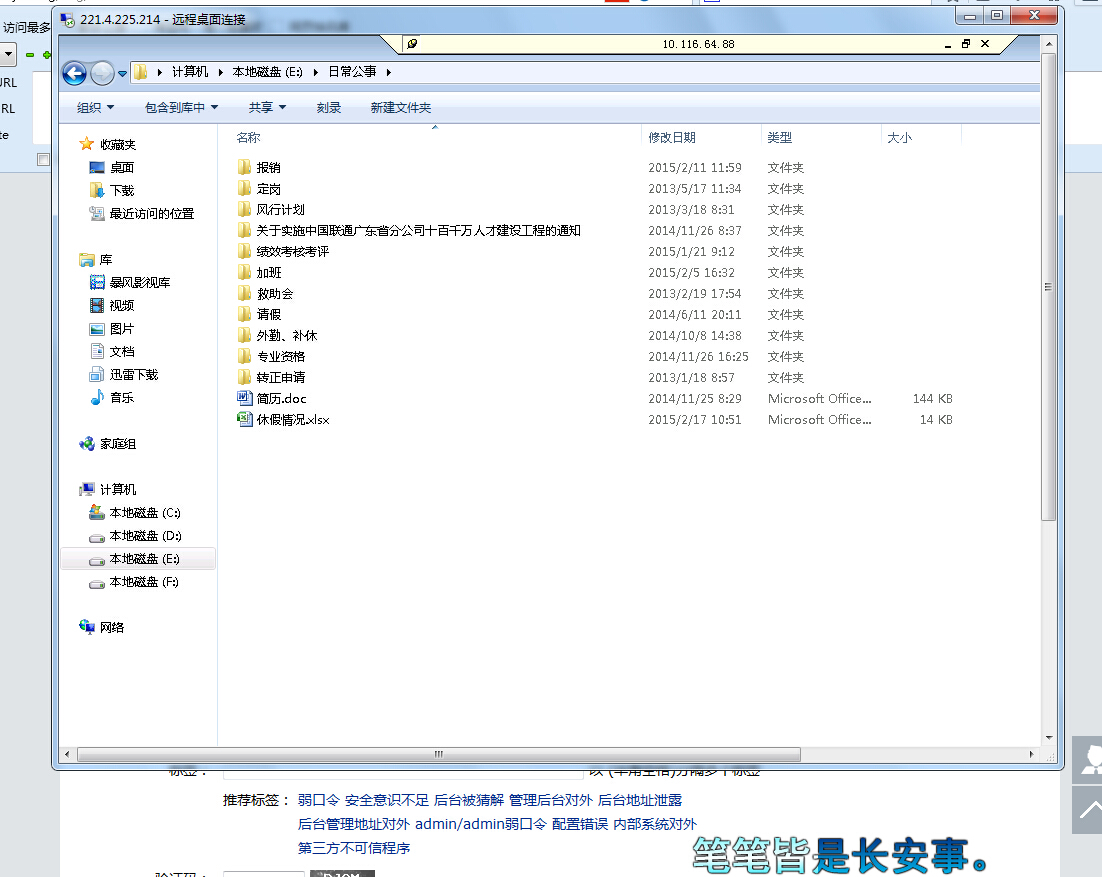 221.4.225.214 - 远程桌面连接
访问最多
10.116.64.88
计算机 本地磁盘 (E:) 日常公事
URL
RL
te
组织 包含到库中 共享 刻录 新建文件夹
收藏夹
桌面
下载
最近访问的位置
库
暴风影视库
视频
图片
文档
迅雷下载
音乐
家庭组
计算机
本地磁盘 (C:)
本地磁盘 (D:)
本地磁盘 (E:)
本地磁盘 (F:)
网络
名称 修改日期 类型 大小
报销 2015/2/11 11:59 文件夹
定岗 2013/5/17 11:34 文件夹
风行计划 2013/3/18 8:31 文件夹
关于实施中国联通广东省分公司十百千万人才建设工程的通知 2014/11/26 8:37 文件夹
绩效考核考评 2015/1/21 9:12 文件夹
加班 2015/2/5 16:32 文件夹
救助会 2013/2/19 17:54 文件夹
请假 2014/6/11 20:11 文件夹
外勤、补休 2014/10/8 14:38 文件夹
专业资格 2014/11/26 16:25 文件夹
转正申请 2013/1/18 8:57 文件夹
简历.doc 2014/11/25 8:29 Microsoft Office... 144 KB
休假情况.xlsx 2015/2/17 10:51 Microsoft Office... 14 KB
标签： 以 (半角空格)分隔多个标签
推荐标签： 弱口令 安全意识不足 后台被猜解 管理后台对外 后台地址泄露
后台管理地址对外 admin/admin弱口令 配置错误 内部系统对外
第三方不可信程序
验证码：
笔笔皆是长安事。